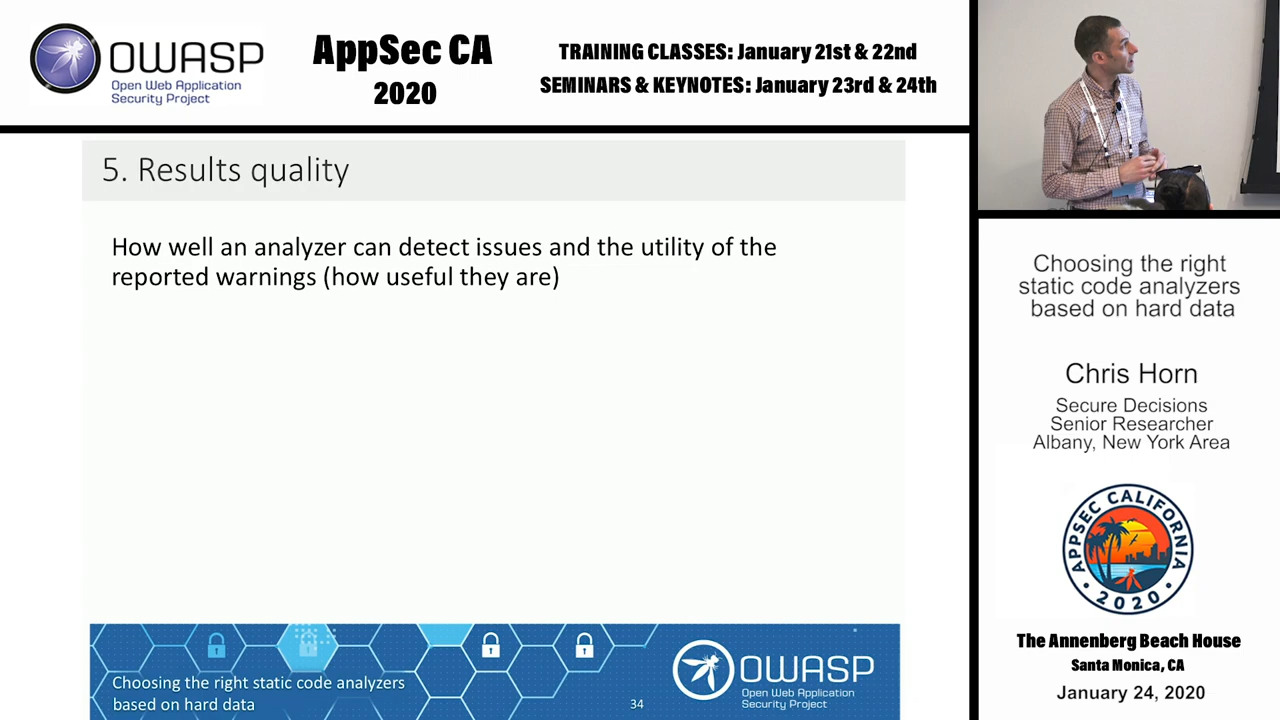 OWASP
Open Web Application
Security Project
AppSec CA
2020
TRAINING CLASSES: January 21st & 22nd
SEMINARS & KEYNOTES: January 23rd & 24th
5. Results quality
How well an analyzer can detect issues and the utility of the
reported warnings (how useful they are)
Choosing the right static code analyzers
based on hard data
34
OWASP
Open Web Application
Security Project
Choosing the right
static code analyzers
based on hard data
Chris Horn
Secure Decisions
Senior Researcher
Albany, New York Area
APPSEC CALIFORNIA
2020
The Annenberg Beach House
Santa Monica, CA
January 24, 2020